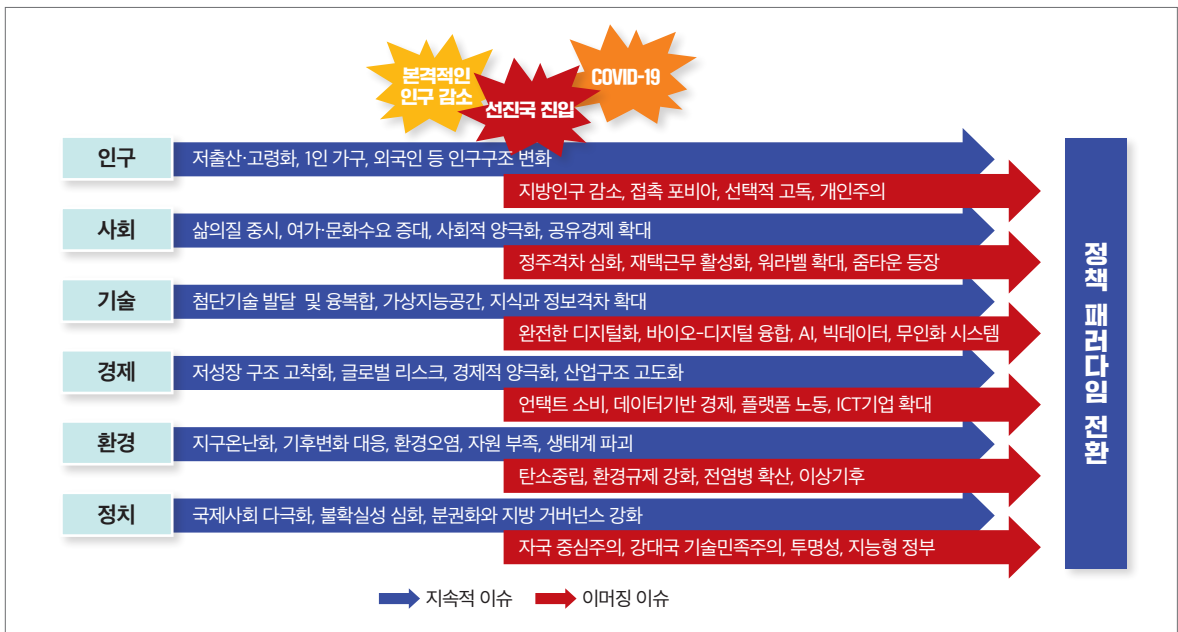 본격적인
인구 감소
선진국 진입
COVID-19
인구
저출산·고령화, 1인 가구, 외국인 등 인구구조 변화
지방인구 감소, 접촉 포비아, 선택적 고독, 개인주의
사회
삶의질 중시, 여가·문화수요 증대, 사회적 양극화, 공유경제 확대
정주격차 심화, 재택근무 활성화, 워라벨 확대, 줌타운 등장
기술
첨단기술 발달 및 융복합, 가상지능공간, 지식과 정보격차 확대
완전한 디지털화, 바이오-디지털 융합, AI, 빅데이터, 무인화 시스템
경제
저성장 구조 고착화, 글로벌 리스크, 경제적 양극화, 산업구조 고도화
언택트 소비, 데이터기반 경제, 플랫폼 노동, ICT기업 확대
환경
지구온난화, 기후변화 대응, 환경오염, 자원 부족, 생태계 파괴
탄소중립, 환경규제 강화, 전염병 확산, 이상기후
정치
국제사회 다극화, 불확실성 심화, 분권화와 지방 거버넌스 강화
자국 중심주의, 강대국 기술민족주의, 투명성, 지능형 정부
정책 패러다임 전환
지속적 이슈
이머징 이슈